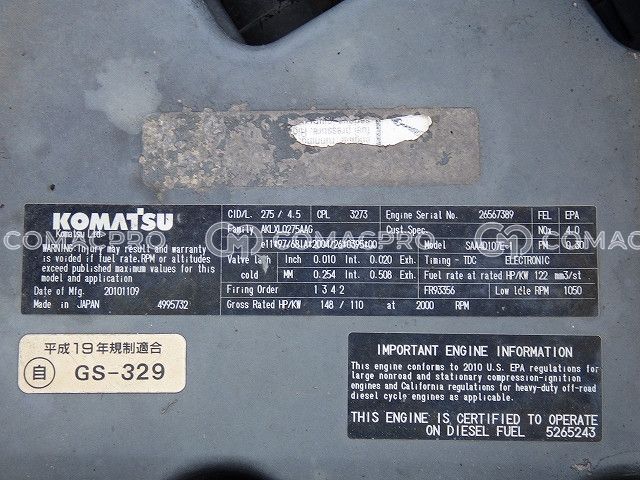 KOMATSU
Komatsu Ltd.
WARNING: Injury may result and warranty
is voided if fuel rate, RPM or altitudes
exceed published maximum values for this
model and application
Date of Mfg. 20101109
Made in JAPAN 4995732
CID/L. 275 / 4.5 CPL 3273 Engine Serial No. 26567389 FEL EPA
Family AKLXL0275AAG Cust. Spec. NOx 4.0
Model SAA4D107E-1 PM 0.30
Valve Lash Inch 0.010 Int. 0.020 Exh. Timing - TDC ELECTRONIC
cold MM 0.254 Int. 0.508 Exh. Fuel rate at rated HP/KW 122 mm3/st
Firing Order 1 3 4 2 FR93356 Low Idle RPM 1050
Gross Rated HP/KW 148 / 110 at 2000 RPM
平成19年規制適合
自 GS-329
IMPORTANT ENGINE INFORMATION
This engine conforms to 2010 U.S. EPA regulations for
large nonroad and stationary compression-ignition
engines and California regulations for heavy-duty off-road
diesel cycle engines as applicable.
THIS ENGINE IS CERTIFIED TO OPERATE
ON DIESEL FUEL 5265243
COMACPRO COMACPRO COMACPRO